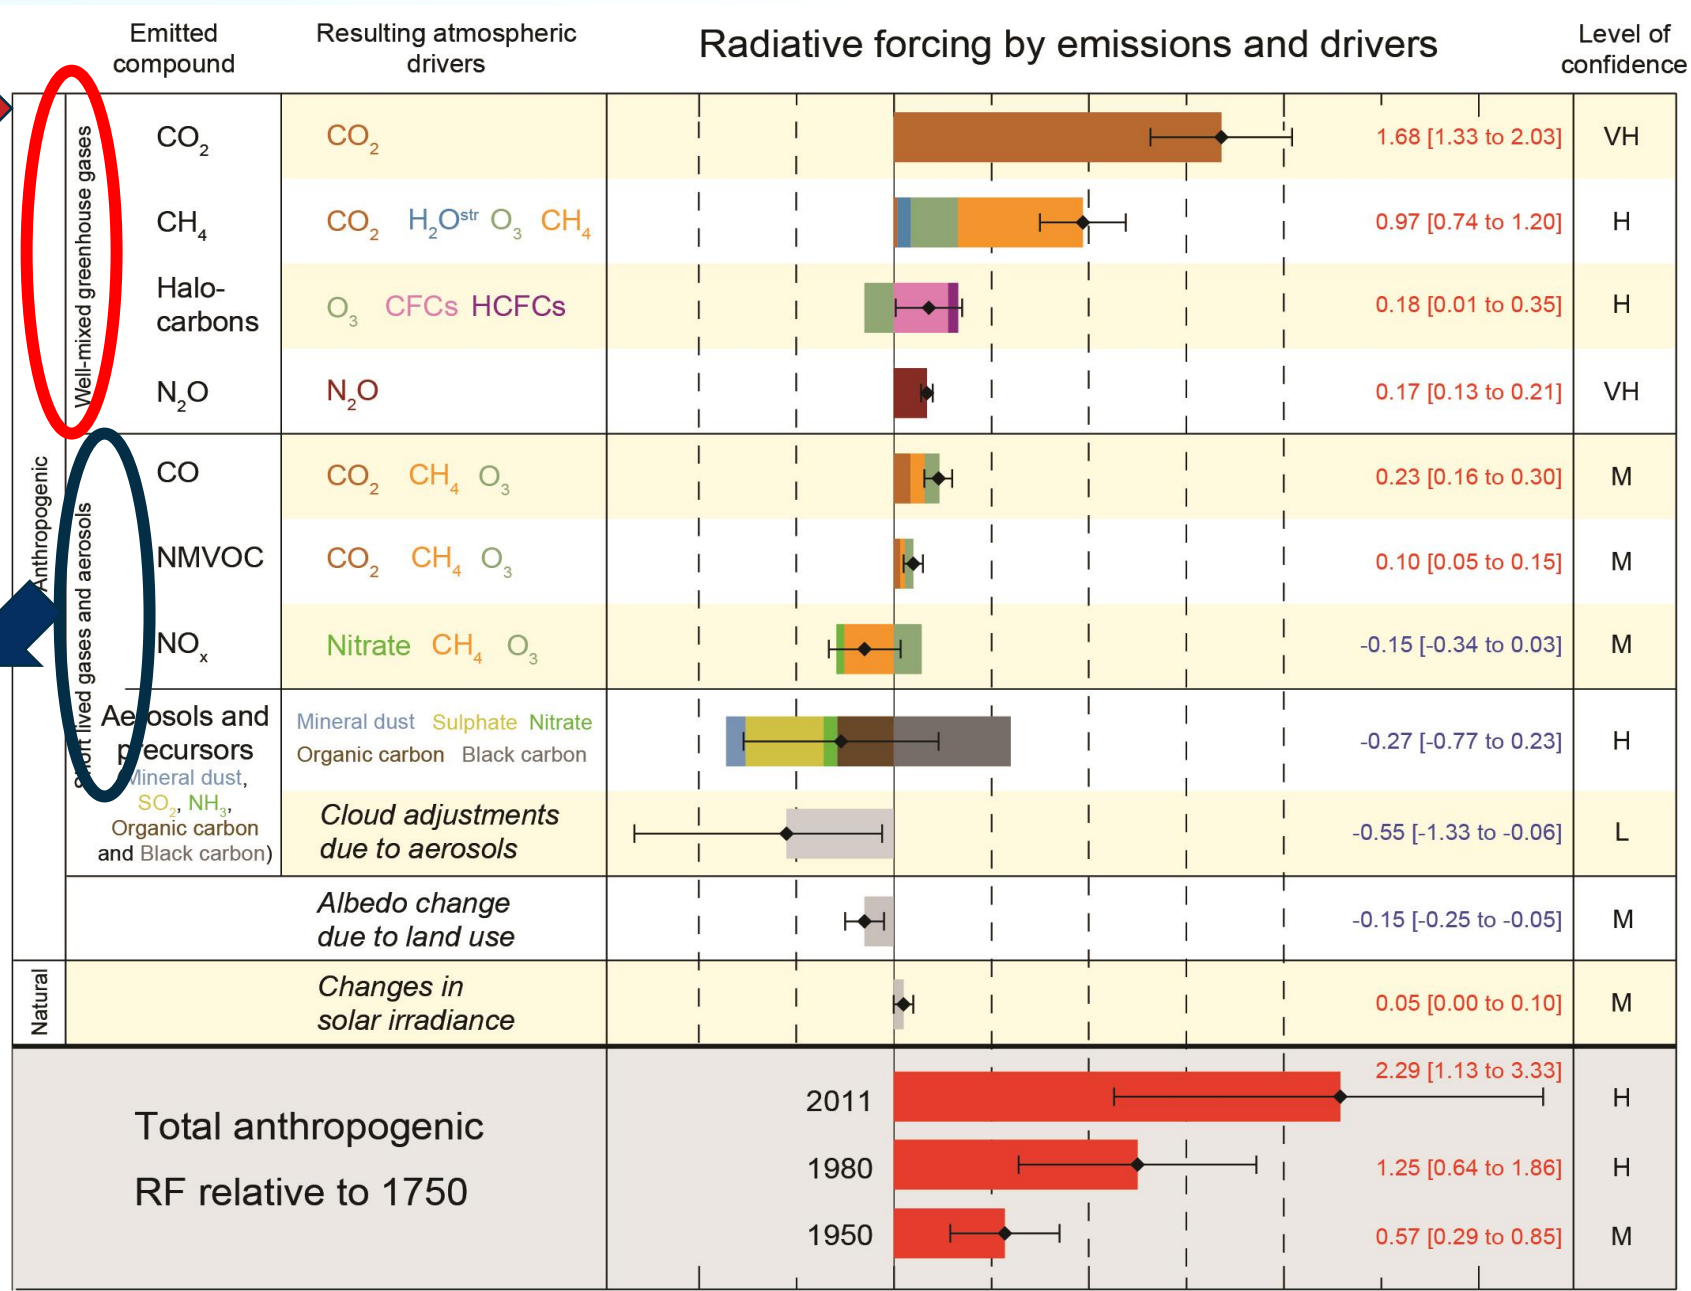 Emitted
compound
Resulting atmospheric
drivers
Radiative forcing by emissions and drivers
Level of
confidence
Anthropogenic
Well-mixed greenhouse gases
CO₂
CO₂
1.68 [1.33 to 2.03]
VH
CH₄
CO₂ H₂Oˢᵗʳ O₃ CH₄
0.97 [0.74 to 1.20]
H
Halo-
carbons
O₃ CFCs HCFCs
0.18 [0.01 to 0.35]
H
N₂O
N₂O
0.17 [0.13 to 0.21]
VH
Short lived gases and aerosols
CO
CO₂ CH₄ O₃
0.23 [0.16 to 0.30]
M
NMVOC
CO₂ CH₄ O₃
0.10 [0.05 to 0.15]
M
NOₓ
Nitrate CH₄ O₃
-0.15 [-0.34 to 0.03]
M
Aerosols and
precursors
(Mineral dust,
SO₂, NH₃,
Organic carbon
and Black carbon)
Mineral dust Sulphate Nitrate
Organic carbon Black carbon
-0.27 [-0.77 to 0.23]
H
Cloud adjustments
due to aerosols
-0.55 [-1.33 to -0.06]
L
Albedo change
due to land use
-0.15 [-0.25 to -0.05]
M
Natural
Changes in
solar irradiance
0.05 [0.00 to 0.10]
M
Total anthropogenic
RF relative to 1750
2011
2.29 [1.13 to 3.33]
H
1980
1.25 [0.64 to 1.86]
H
1950
0.57 [0.29 to 0.85]
M